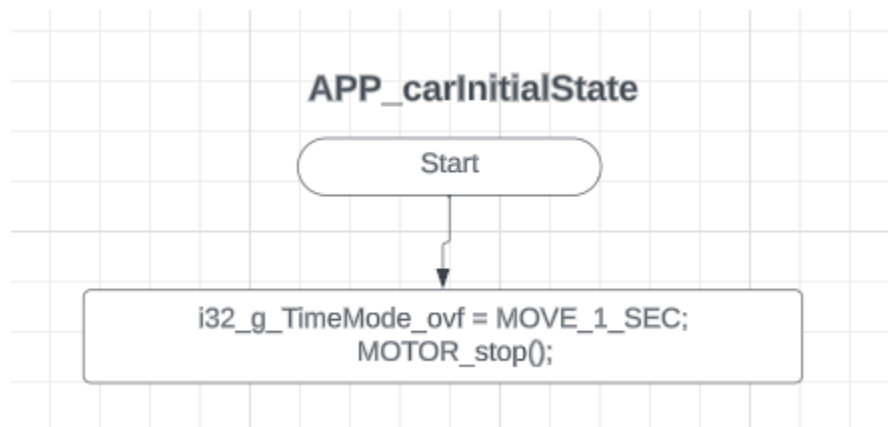 APP_carInitialState
Start
i32_g_TimeMode_ovf = MOVE_1_SEC;
MOTOR_stop();